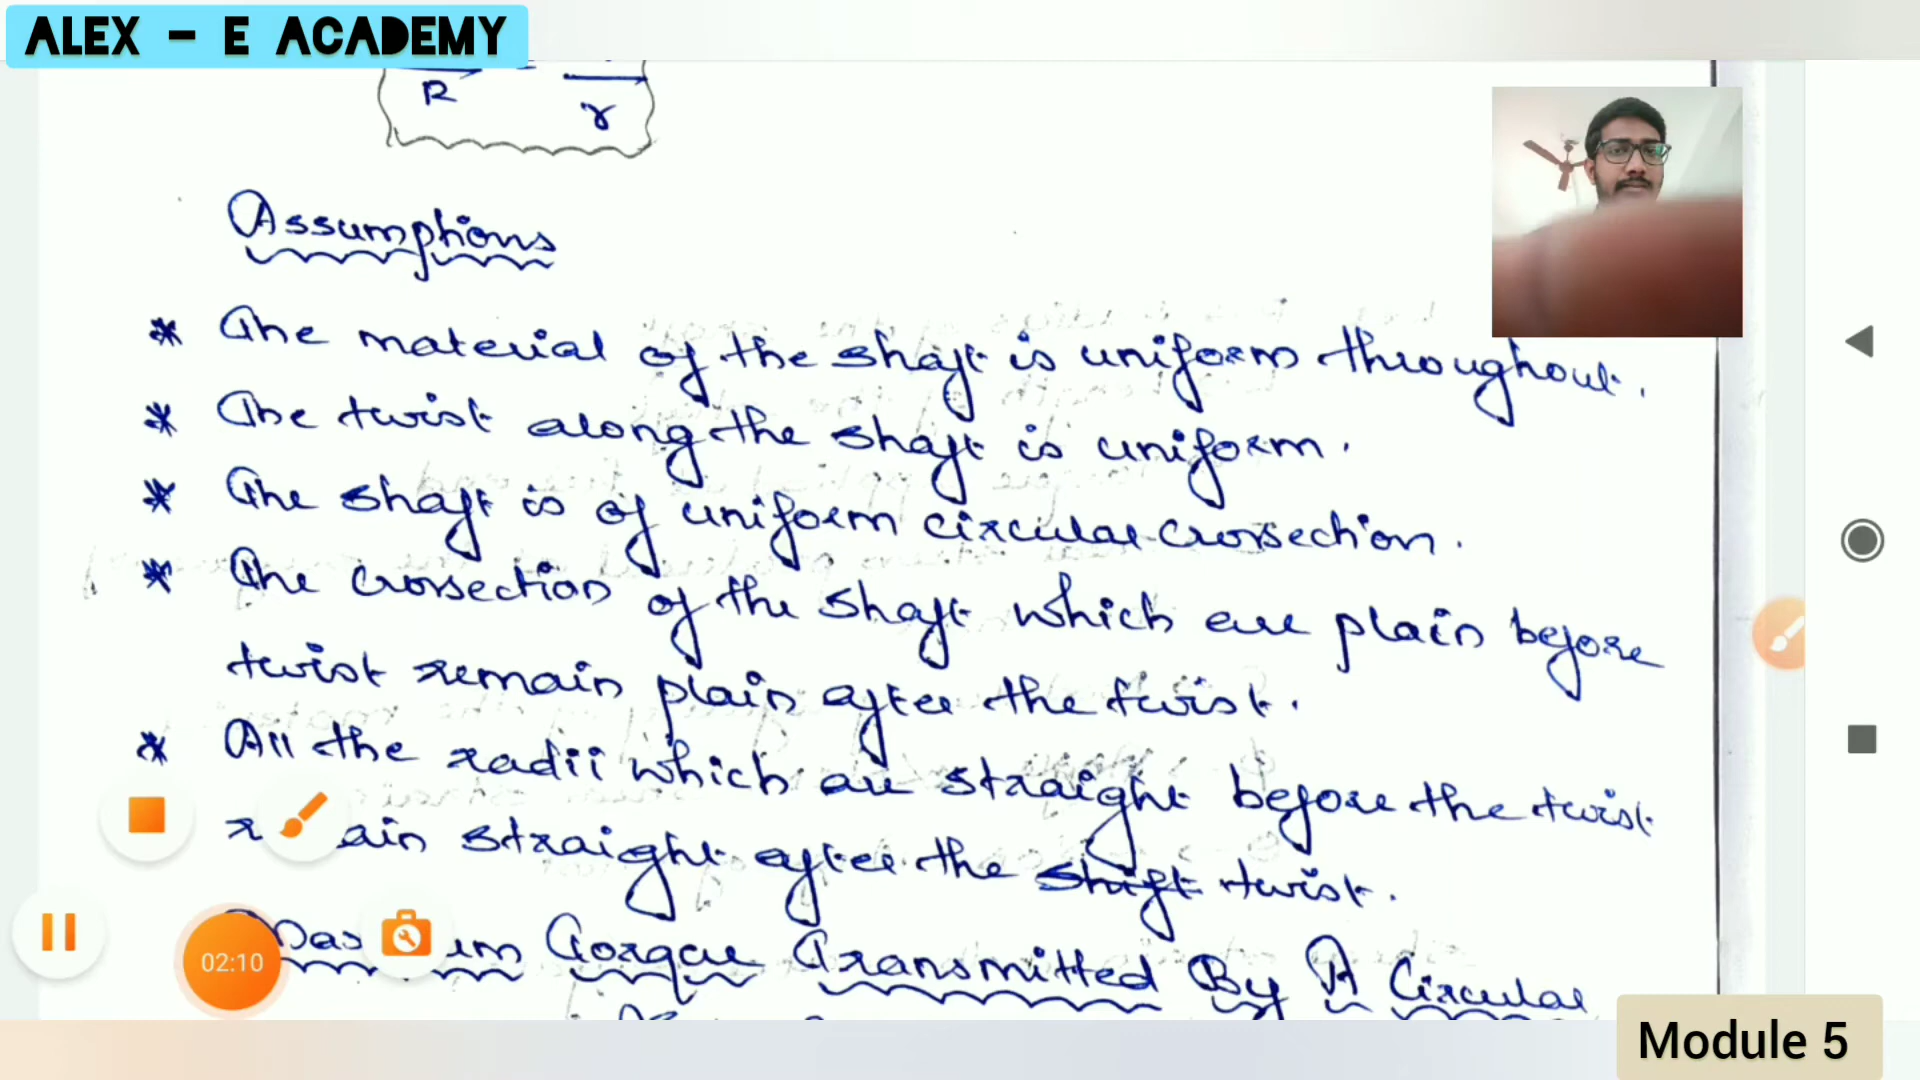 ALEX - E ACADEMY
R r
Assumptions
* The material of the shaft is uniform throughout.
* The twist along the shaft is uniform.
* The shaft is of uniform circular crossection.
* The crossection of the shaft which are plain before
twist remain plain after the twist.
* All the radii which are straight before the twist
ain straight after the shift twist.
Torque Transmitted By A Circular
02:10
Module 5